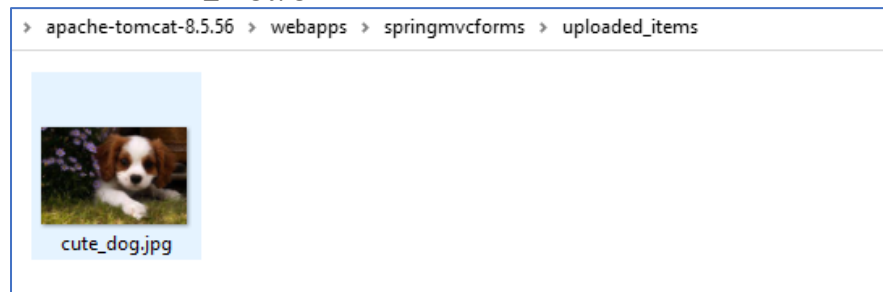 > apache-tomcat-8.5.56 > webapps > springmvcforms > uploaded_items
cute_dog.jpg